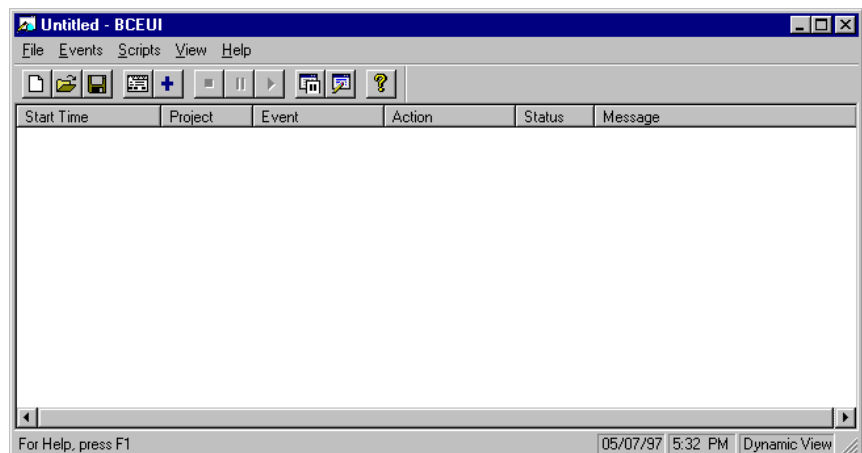 Untitled - BCEUI
File Events Scripts View Help
Start Time Project Event Action Status Message
For Help, press F1 05/07/97 5:32 PM Dynamic View